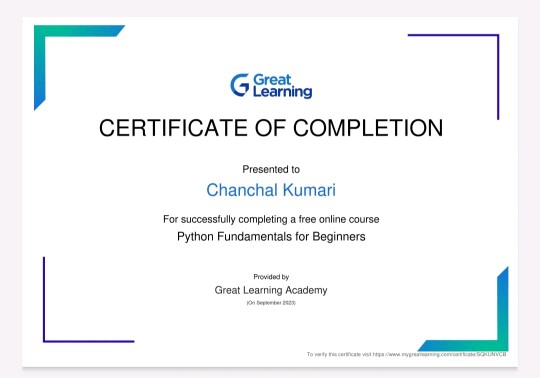 Great
Learning
CERTIFICATE OF COMPLETION
Presented to
Chanchal Kumari
For successfully completing a free online course
Python Fundamentals for Beginners
Provided by
Great Learning Academy
(On September 2023)
To verify this certificate visit https://www.mygreatlearning.com/certificate/SQKUNVCB